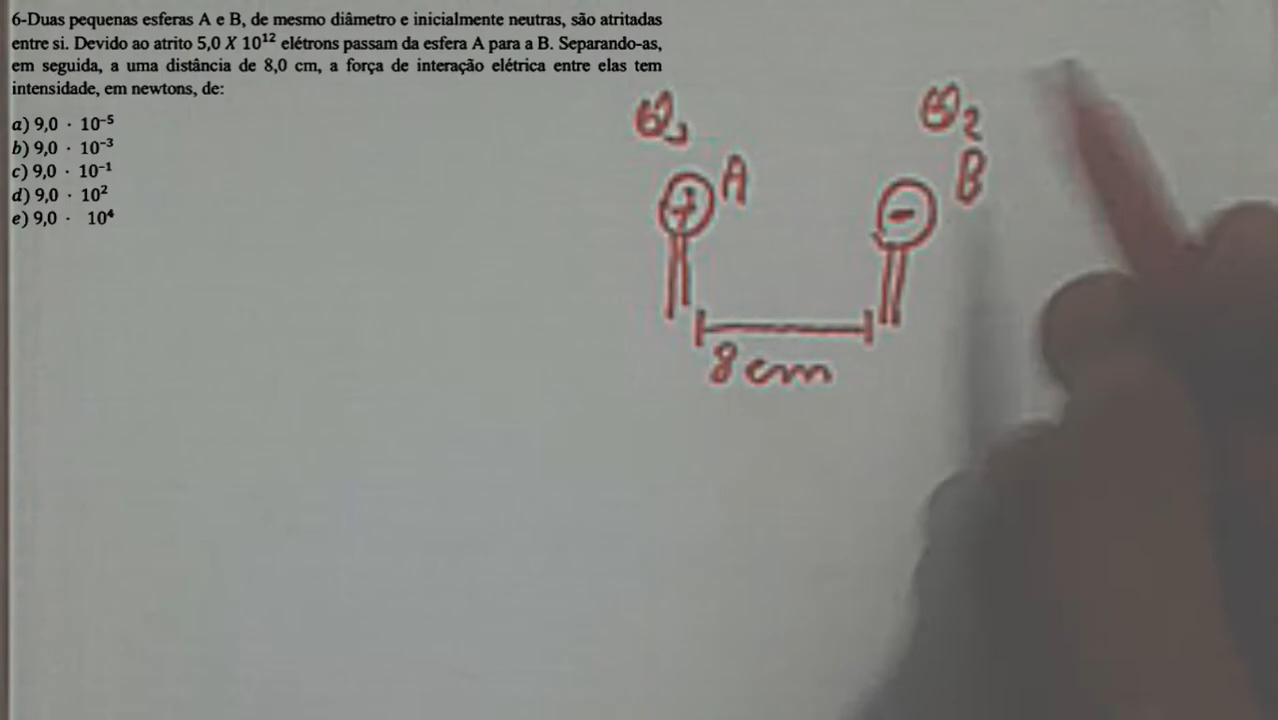 6-Duas pequenas esferas A e B, de mesmo diâmetro e inicialmente neutras, são atritadas
entre si. Devido ao atrito 5,0 X 10¹² elétrons passam da esfera A para a B. Separando-as,
em seguida, a uma distância de 8,0 cm, a força de interação elétrica entre elas tem
intensidade, em newtons, de:
a) 9,0 · 10⁻⁵
b) 9,0 · 10⁻³
c) 9,0 · 10⁻¹
d) 9,0 · 10²
e) 9,0 · 10⁴
Q₁
Q₂
+ A
- B
8 cm